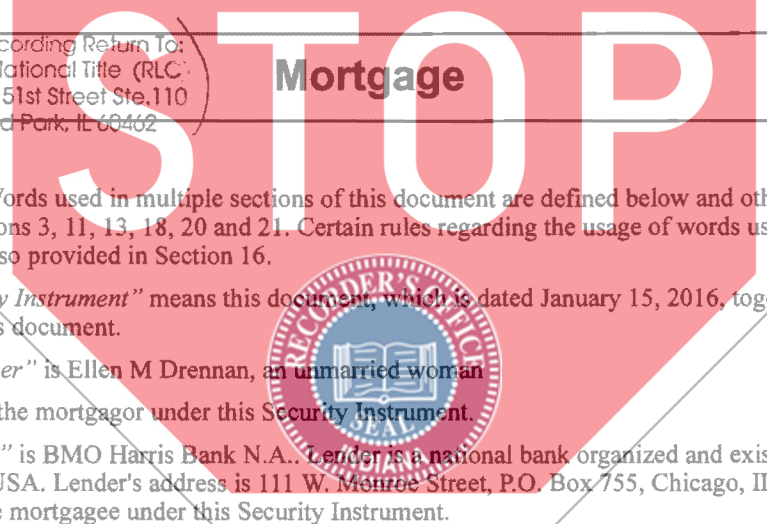 STOP
cording Return To:
National Title (RLC)
51st Street Ste.110
d Park, IL 60462
Mortgage
Words used in multiple sections of this document are defined below and oth
ons 3, 11, 13, 18, 20 and 21. Certain rules regarding the usage of words us
so provided in Section 16.
y Instrument" means this document, which is dated January 15, 2016, toge
s document.
er" is Ellen M Drennan, an unmarried woman
the mortgagor under this Security Instrument.
" is BMO Harris Bank N.A.. Lender is a national bank organized and exis
USA. Lender's address is 111 W. Monroe Street, P.O. Box 755, Chicago, IL
e mortgagee under this Security Instrument.
RECORDER'S OFFICE
SEAL
INDIANA